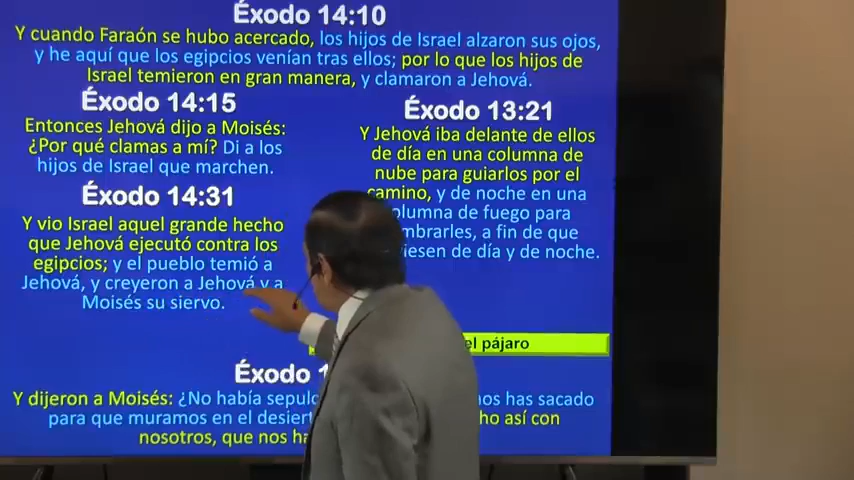 Éxodo 14:10
Y cuando Faraón se hubo acercado, los hijos de Israel alzaron sus ojos,
y he aquí que los egipcios venían tras ellos; por lo que los hijos de
Israel temieron en gran manera, y clamaron a Jehová.
Éxodo 14:15
Entonces Jehová dijo a Moisés:
¿Por qué clamas a mí? Di a los
hijos de Israel que marchen.
Éxodo 14:31
Y vio Israel aquel grande hecho
que Jehová ejecutó contra los
egipcios; y el pueblo temió a
Jehová, y creyeron a Jehová y a
Moisés su siervo.
Éxodo 13:21
Y Jehová iba delante de ellos
de día en una columna de
nube para guiarlos por el
camino, y de noche en una
columna de fuego para
de día y de noche.
el pájaro
Éxodo
Y dijeron a Moisés: ¿No había has sacado
para que muramos en el así con
nosotros, que nos